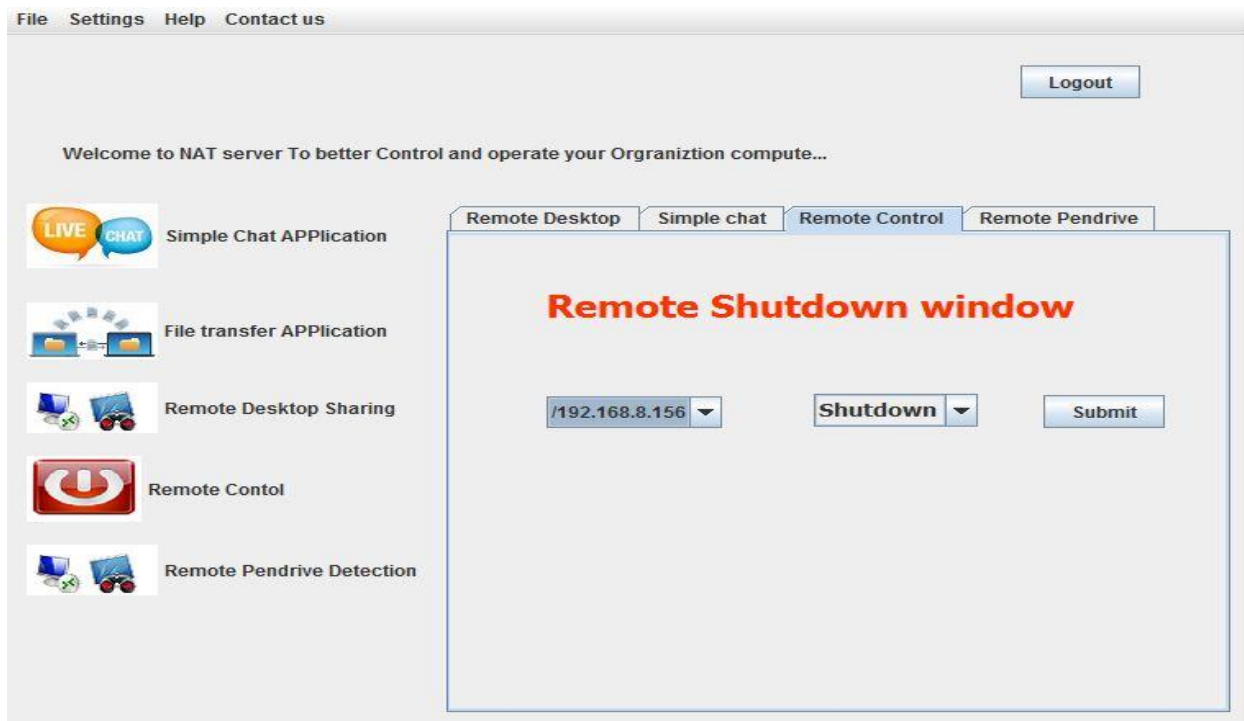 File Settings Help Contact us
Logout
Welcome to NAT server To better Control and operate your Orgraniztion compute...
LIVE CHAT
Simple Chat APPlication
File transfer APPlication
Remote Desktop Sharing
Remote Contol
Remote Pendrive Detection
Remote Desktop Simple chat Remote Control Remote Pendrive
Remote Shutdown window
/192.168.8.156 Shutdown Submit